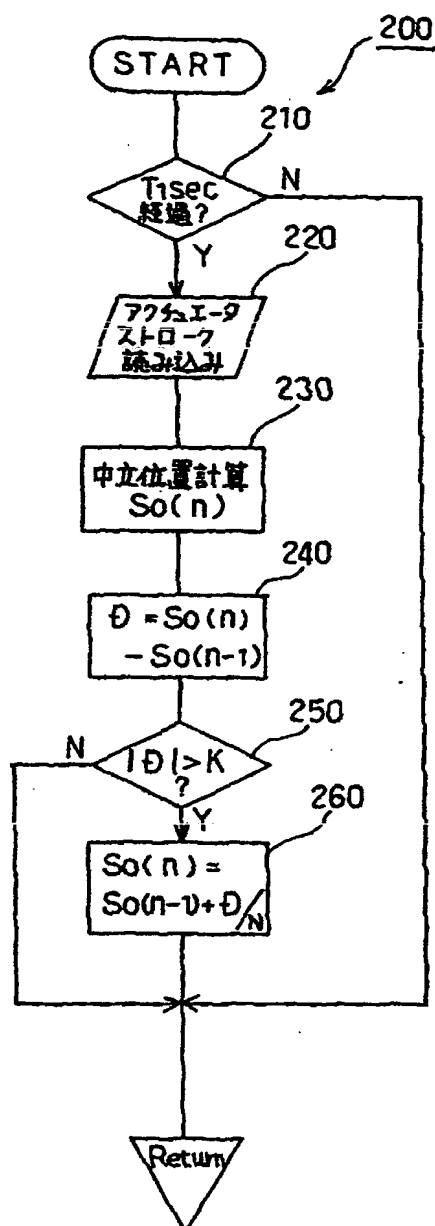 200
START
210
T1sec
経過?
N
Y
220
アクチュエータ
ストローク
読み込み
230
中立位置計算
So(n)
240
Đ = So(n)
- So(n-1)
250
N
|Đ|>K
?
Y
260
So(n) =
So(n-1) + Đ/N
Return